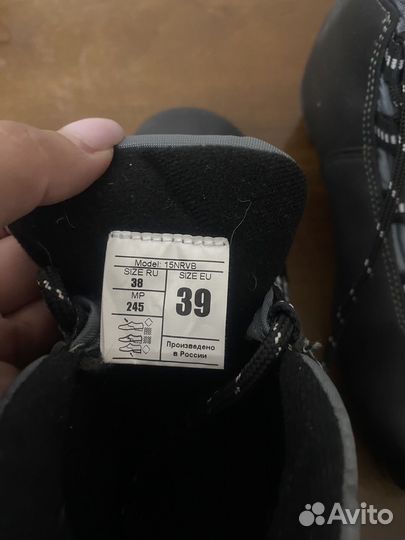 Model: 15NRVB
SIZE RU
38
MP
245
SIZE EU
39
Произведено
в России
Avito